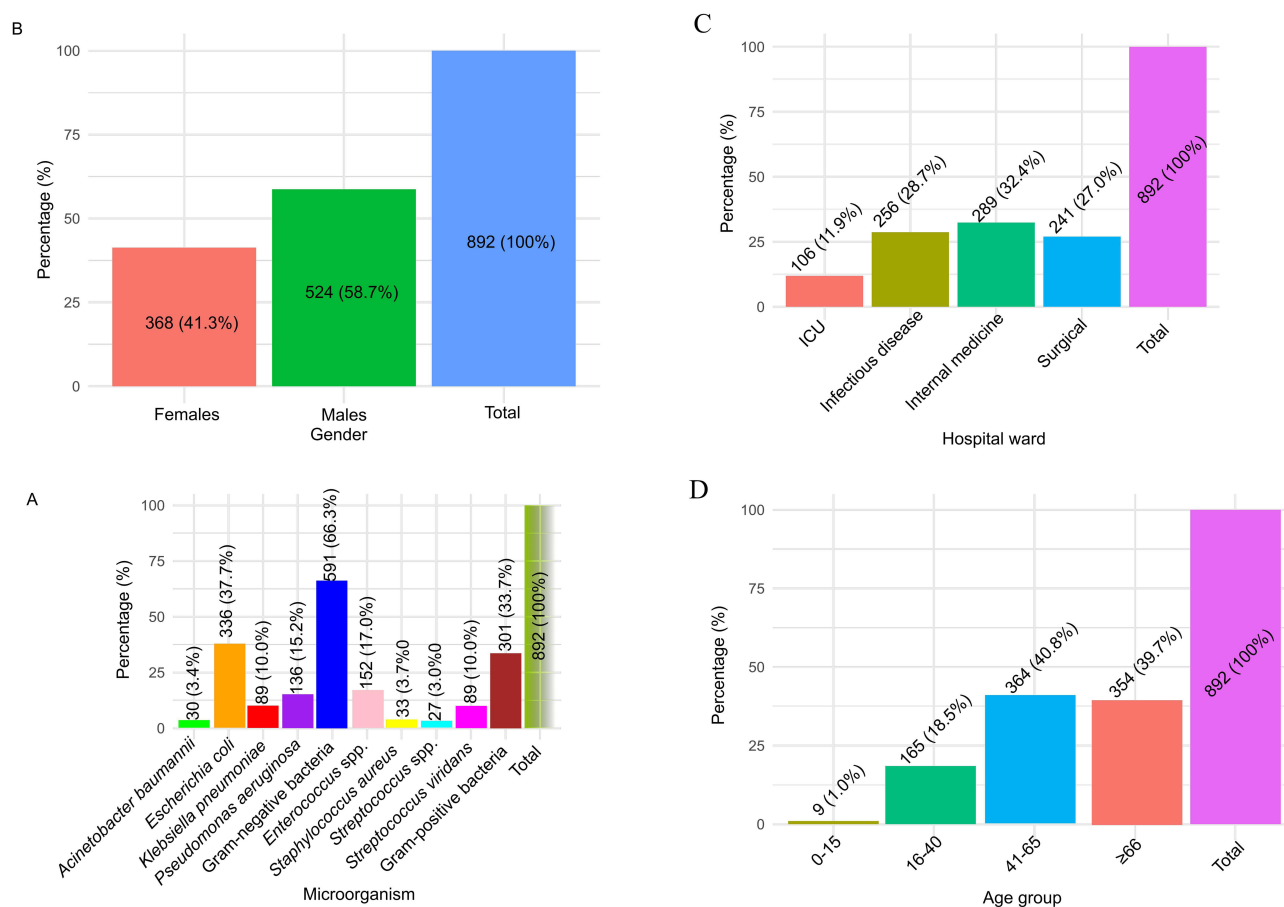 B
100
75
50
25
0
Percentage (%)
368 (41.3%)
524 (58.7%)
892 (100%)
Females
Males
Total
Gender
C
100
75
50
25
0
Percentage (%)
106 (11.9%)
256 (28.7%)
289 (32.4%)
241 (27.0%)
892 (100%)
ICU
Infectious disease
Internal medicine
Surgical
Total
Hospital ward
A
100
75
50
25
0
Percentage (%)
30 (3.4%)
336 (37.7%)
89 (10.0%)
136 (15.2%)
591 (66.3%)
152 (17.0%)
33 (3.7%0
27 (3.0%0
89 (10.0%)
301 (33.7%)
892 (100%)
Acinetobacter baumannii
Escherichia coli
Klebsiella pneumoniae
Pseudomonas aeruginosa
Gram-negative bacteria
Enterococcus spp.
Staphylococcus aureus
Streptococcus spp.
Streptococcus viridans
Gram-positive bacteria
Total
Microorganism
D
100
75
50
25
0
Percentage (%)
9 (1.0%)
165 (18.5%)
364 (40.8%)
354 (39.7%)
892 (100%)
0-15
16-40
41-65
≥66
Total
Age group